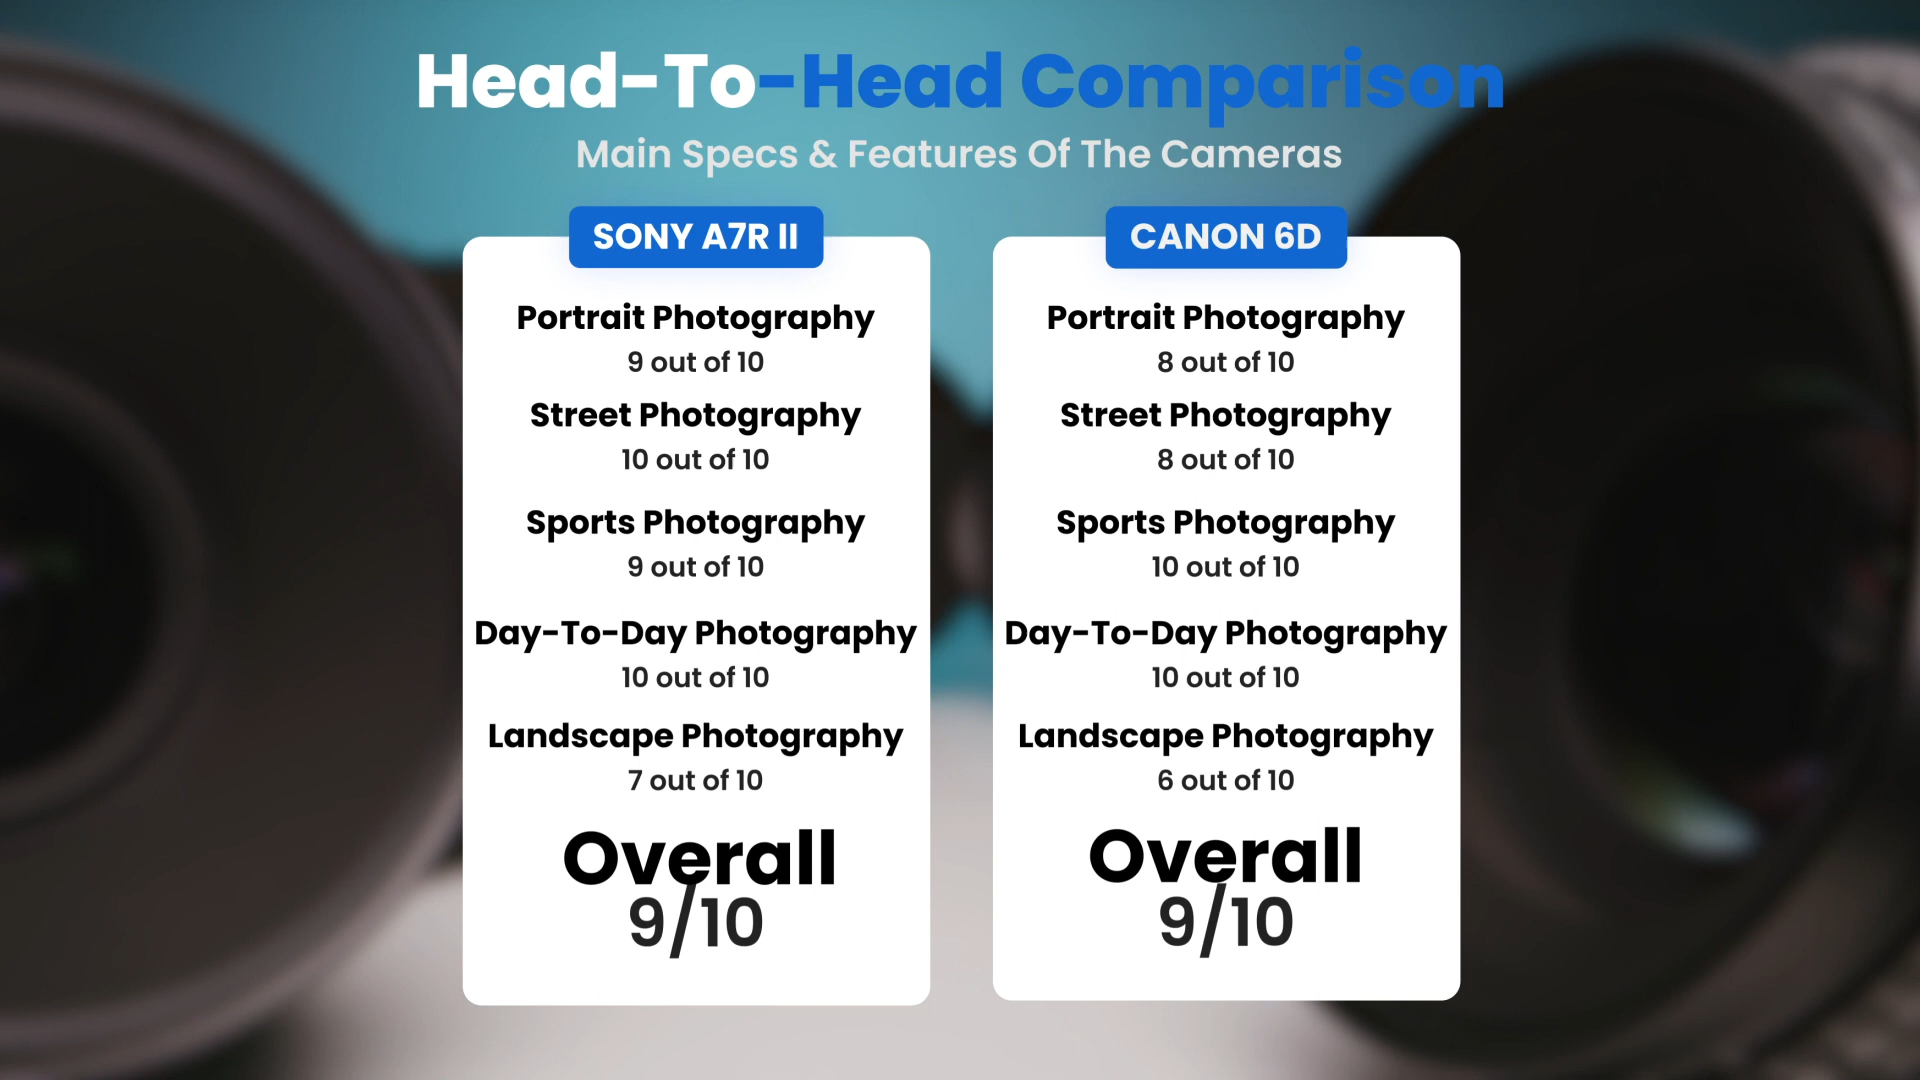 Head-To-Head Comparison
Main Specs & Features Of The Cameras
SONY A7R II
Portrait Photography
9 out of 10
Street Photography
10 out of 10
Sports Photography
9 out of 10
Day-To-Day Photography
10 out of 10
Landscape Photography
7 out of 10
Overall
9/10
CANON 6D
Portrait Photography
8 out of 10
Street Photography
8 out of 10
Sports Photography
10 out of 10
Day-To-Day Photography
10 out of 10
Landscape Photography
6 out of 10
Overall
9/10